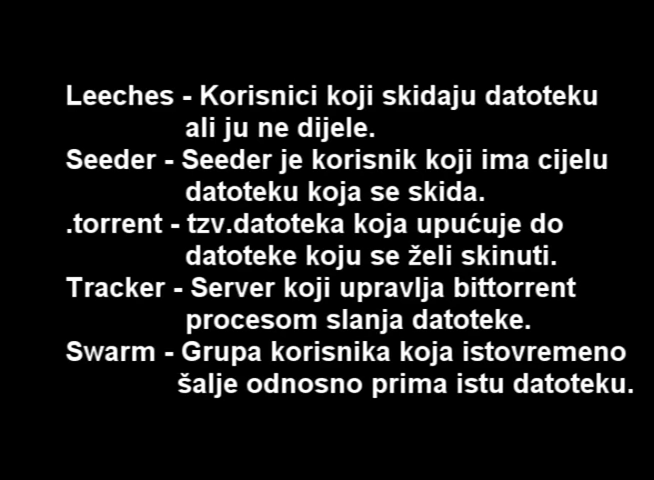 Leeches - Korisnici koji skidaju datoteku
ali ju ne dijele.
Seeder - Seeder je korisnik koji ima cijelu
datoteku koja se skida.
.torrent - tzv.datoteka koja upućuje do
datoteke koju se želi skinuti.
Tracker - Server koji upravlja bittorrent
procesom slanja datoteke.
Swarm - Grupa korisnika koja istovremeno
šalje odnosno prima istu datoteku.